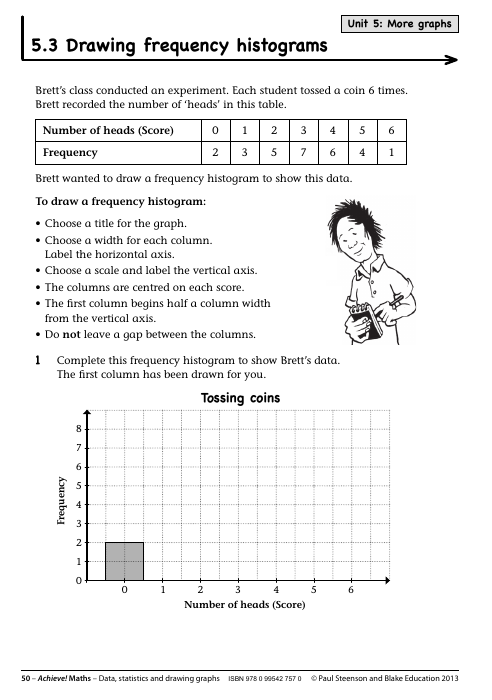 Unit 5: More graphs
5.3 Drawing frequency histograms
Brett's class conducted an experiment. Each student tossed a coin 6 times.
Brett recorded the number of 'heads' in this table.
Number of heads (Score) 0 1 2 3 4 5 6
Frequency 2 3 5 7 6 4 1
Brett wanted to draw a frequency histogram to show this data.
To draw a frequency histogram:
• Choose a title for the graph.
• Choose a width for each column.
Label the horizontal axis.
• Choose a scale and label the vertical axis.
• The columns are centred on each score.
• The first column begins half a column width
from the vertical axis.
• Do not leave a gap between the columns.
1 Complete this frequency histogram to show Brett's data.
The first column has been drawn for you.
Tossing coins
Frequency
8
7
6
5
4
3
2
1
0
0 1 2 3 4 5 6
Number of heads (Score)
50 – Achieve! Maths – Data, statistics and drawing graphs ISBN 978 0 99542 757 0 © Paul Steenson and Blake Education 2013